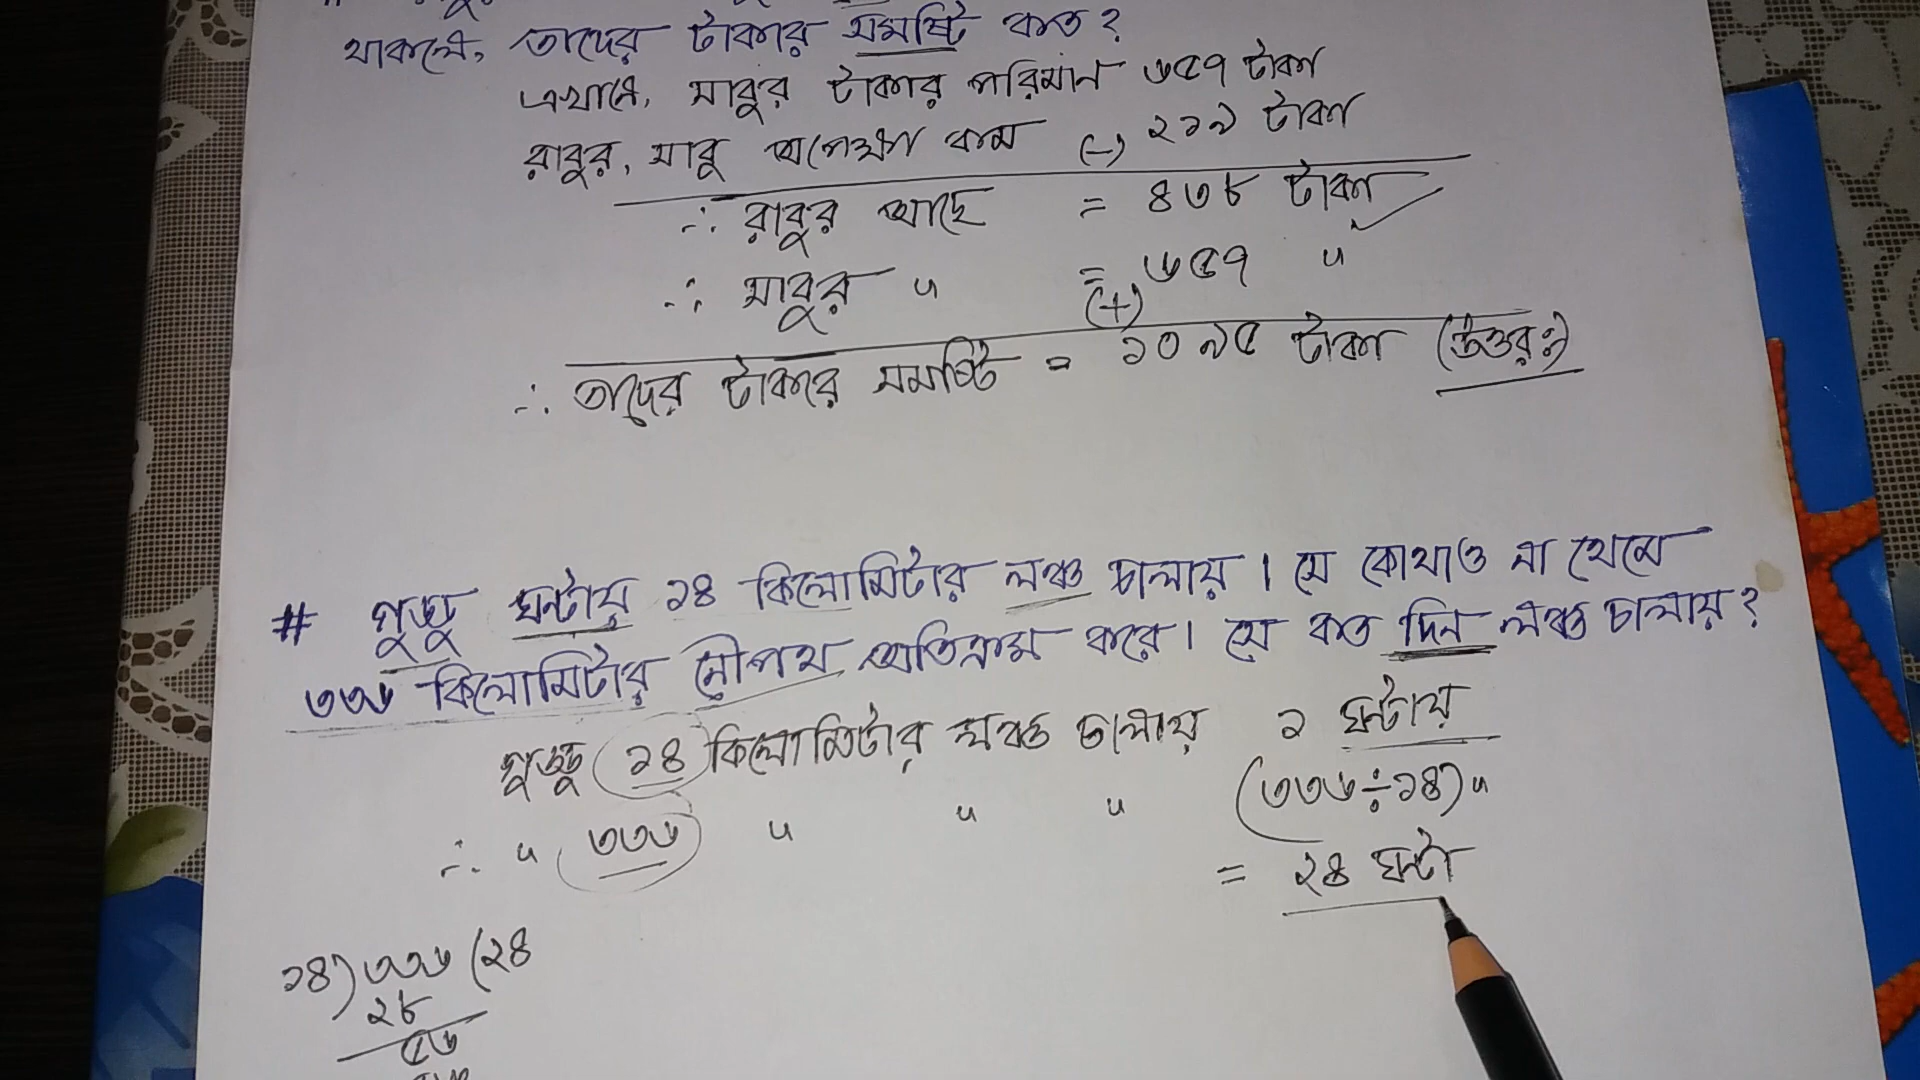 থাকলে, তাদের টাকার সমষ্টি কত?
এখানে, সাবুর টাকার পরিমান ৬৫৭ টাকা
রাবুর, সাবু অপেক্ষা কম (-) ২১৯ টাকা
∴ রাবুর আছে = ৪৩৮ টাকা
∴ সাবুর " = (+) ৬৫৭ "
∴ তাদের টাকার সমষ্টি = ১০৯৫ টাকা (উত্তরঃ)
# গুড্ডু ঘন্টায় ১৪ কিলোমিটার লঞ্চ চালায়। সে কোথাও না থেমে
৩৩৬ কিলোমিটার নৌপথ অতিক্রম করে। সে কত দিন লঞ্চ চালায়?
গুড্ডু ১৪ কিলোমিটার লঞ্চ চালায় ১ ঘন্টায়
∴ " ৩৩৬ " " " (৩৩৬÷১৪) "
= ২৪ ঘন্টা
১৪)৩৩৬(২৪
২৮
৫৬